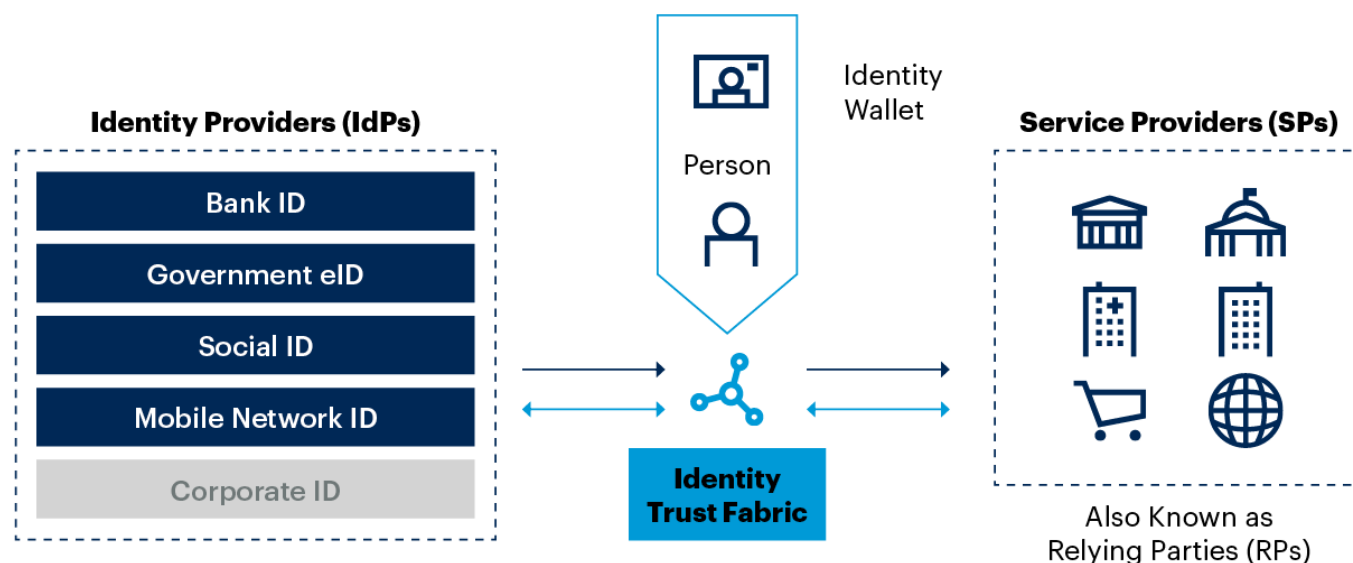 Identity Providers (IdPs)
Bank ID
Government eID
Social ID
Mobile Network ID
Corporate ID
Identity
Wallet
Person
Identity
Trust Fabric
Service Providers (SPs)
Also Known as
Relying Parties (RPs)